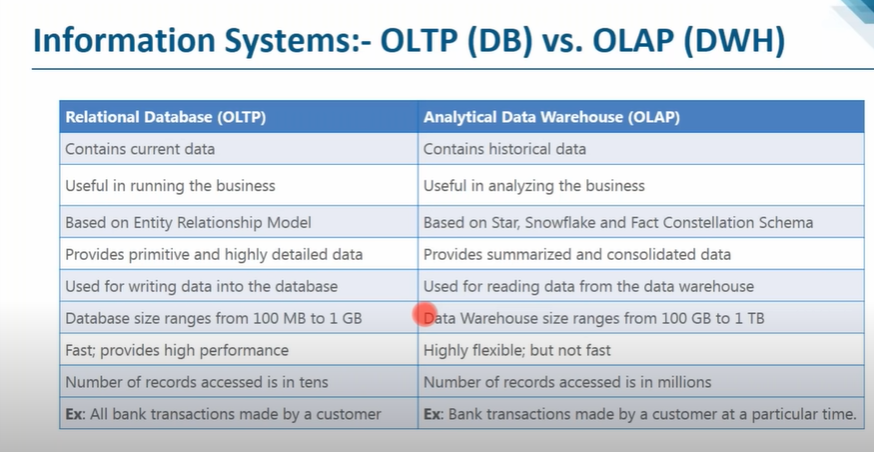 Information Systems:- OLTP (DB) vs. OLAP (DWH)
Relational Database (OLTP) Analytical Data Warehouse (OLAP)
Contains current data Contains historical data
Useful in running the business Useful in analyzing the business
Based on Entity Relationship Model Based on Star, Snowflake and Fact Constellation Schema
Provides primitive and highly detailed data Provides summarized and consolidated data
Used for writing data into the database Used for reading data from the data warehouse
Database size ranges from 100 MB to 1 GB Data Warehouse size ranges from 100 GB to 1 TB
Fast; provides high performance Highly flexible; but not fast
Number of records accessed is in tens Number of records accessed is in millions
Ex: All bank transactions made by a customer Ex: Bank transactions made by a customer at a particular time.